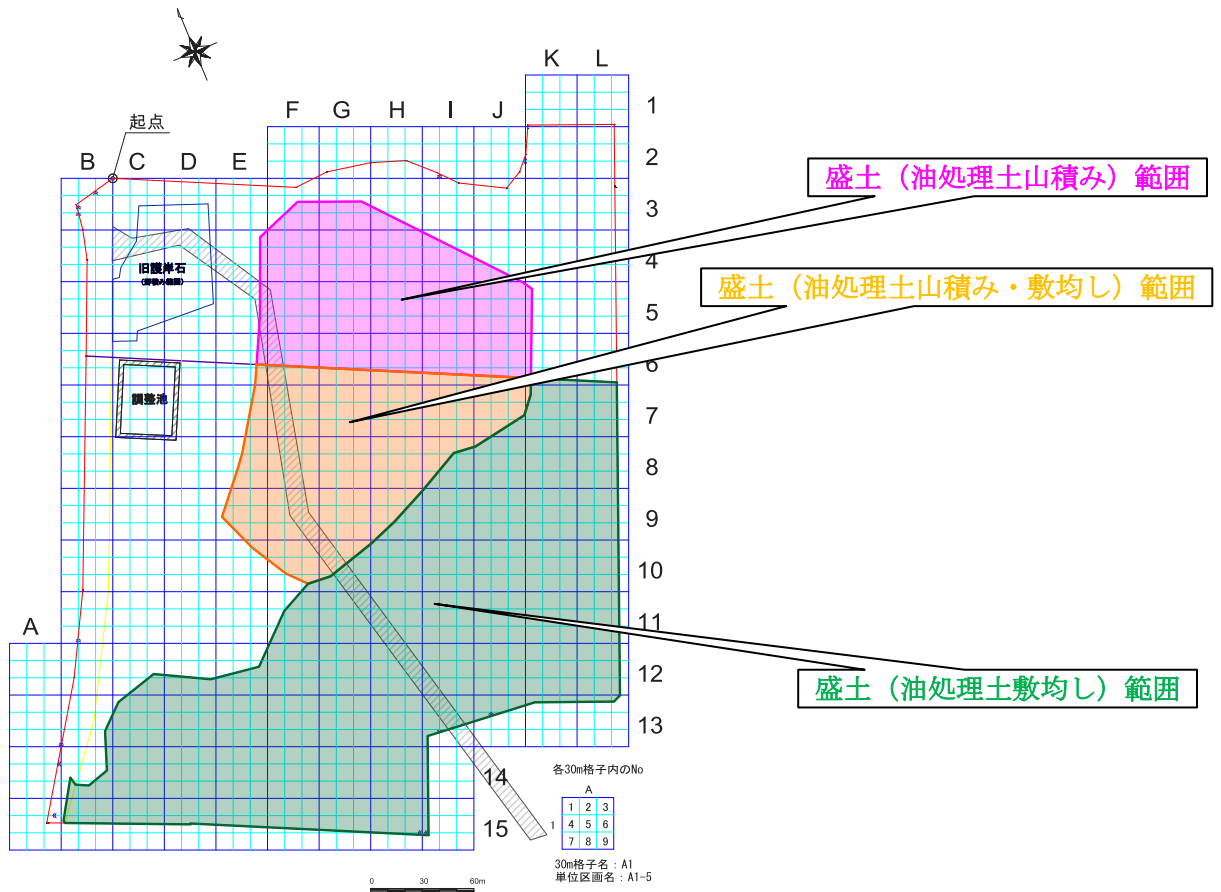 K L
F G H I J
B C D E
A
1
2
3
4
5
6
7
8
9
10
11
12
13
14
15
起点
旧護岸石
調整池
盛土（油処理土山積み）範囲
盛土（油処理土山積み・敷均し）範囲
盛土（油処理土敷均し）範囲
各30m格子内のNo
A
1 2 3
1 4 5 6
7 8 9
30m格子名：A1
単位区画名：A1-5
0 30 60m